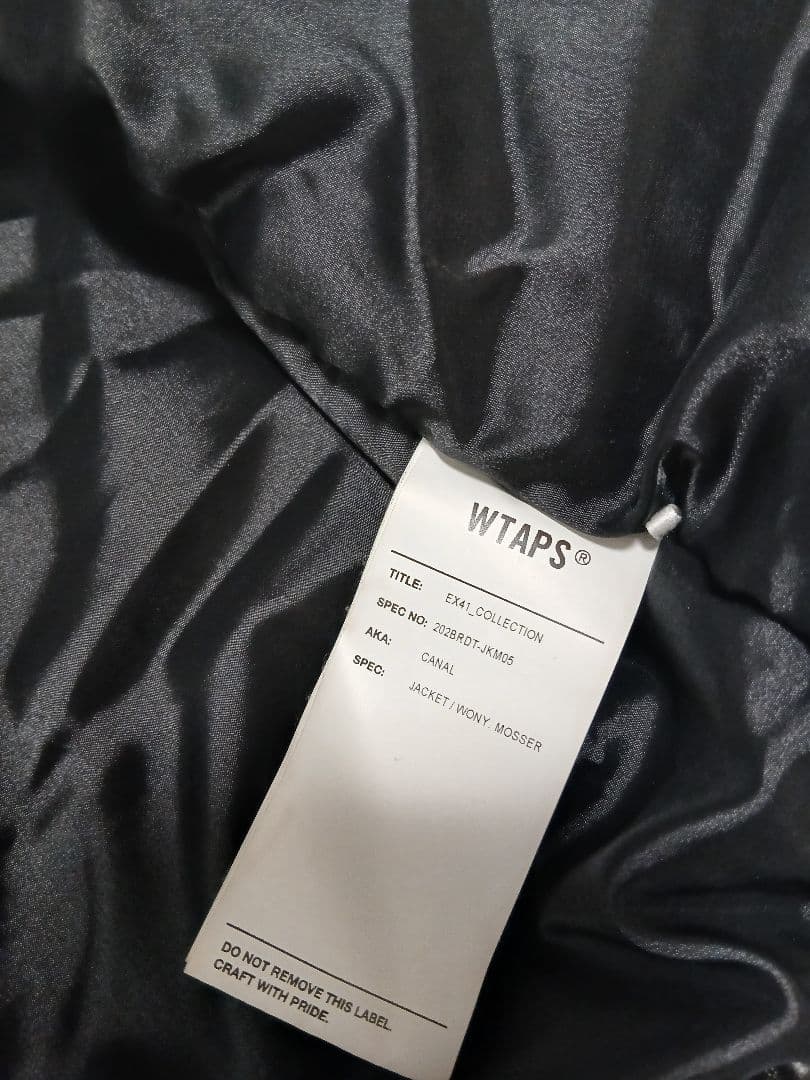 WTAPS®
TITLE: EX41_COLLECTION
SPEC NO: 202BRDT-JKM05
AKA: CANAL
SPEC: JACKET / WONY. MOSSER
DO NOT REMOVE THIS LABEL.
CRAFT WITH PRIDE.